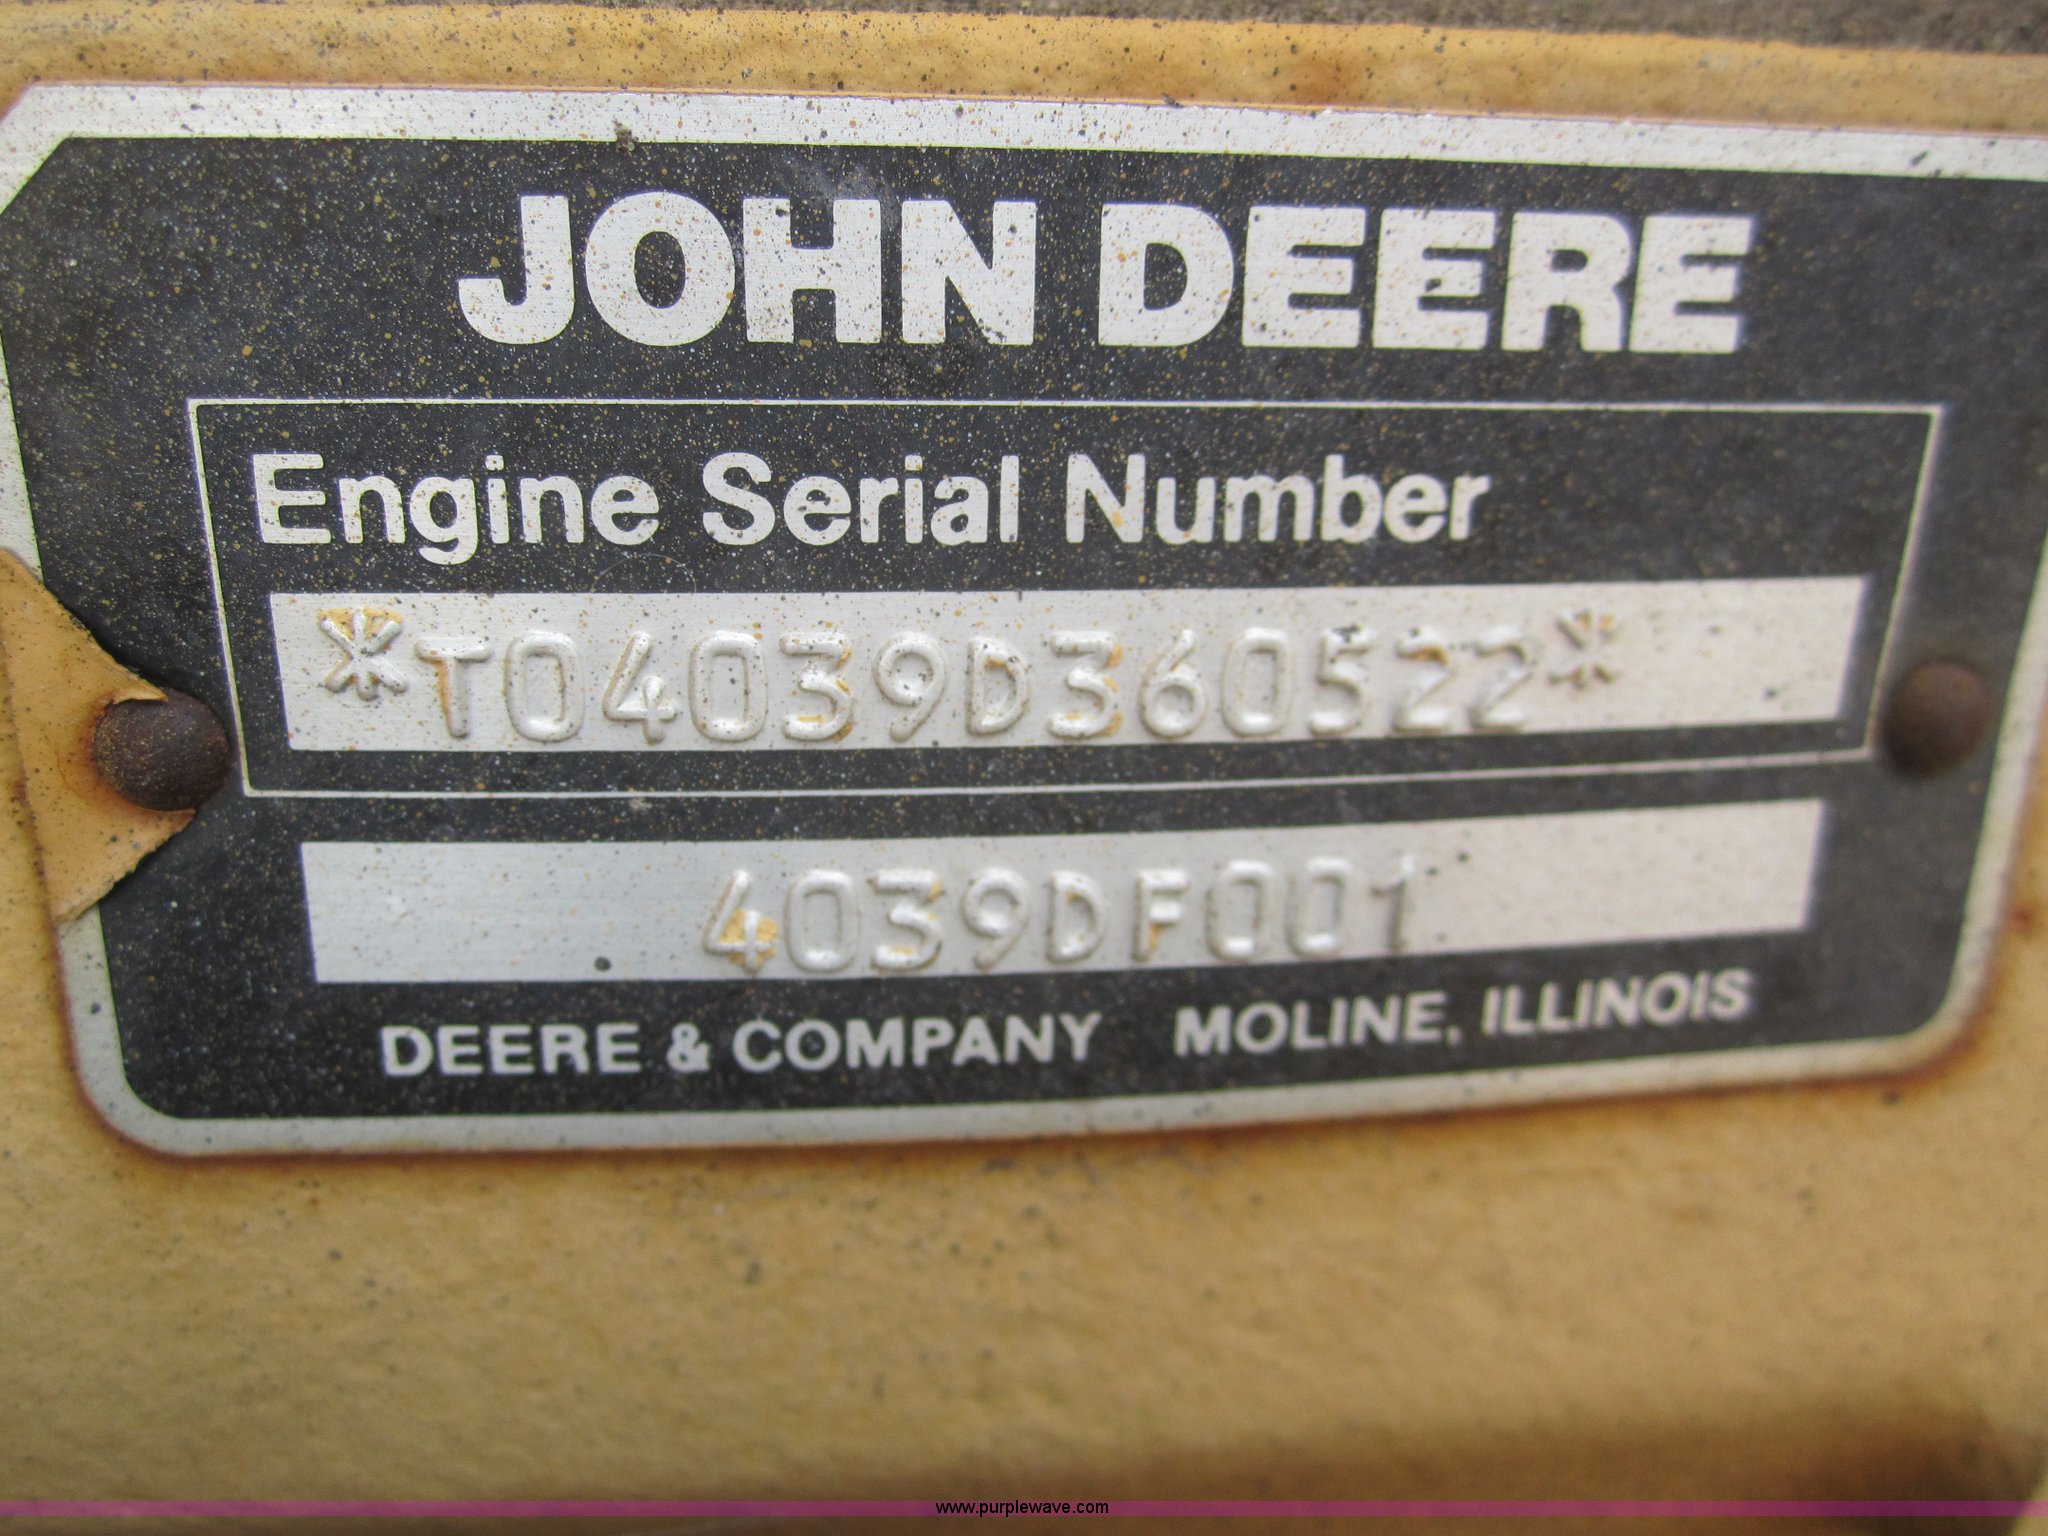 JOHN DEERE
Engine Serial Number
*T04039D360522*
4039DF001
DEERE & COMPANY MOLINE, ILLINOIS
www.purplewave.com